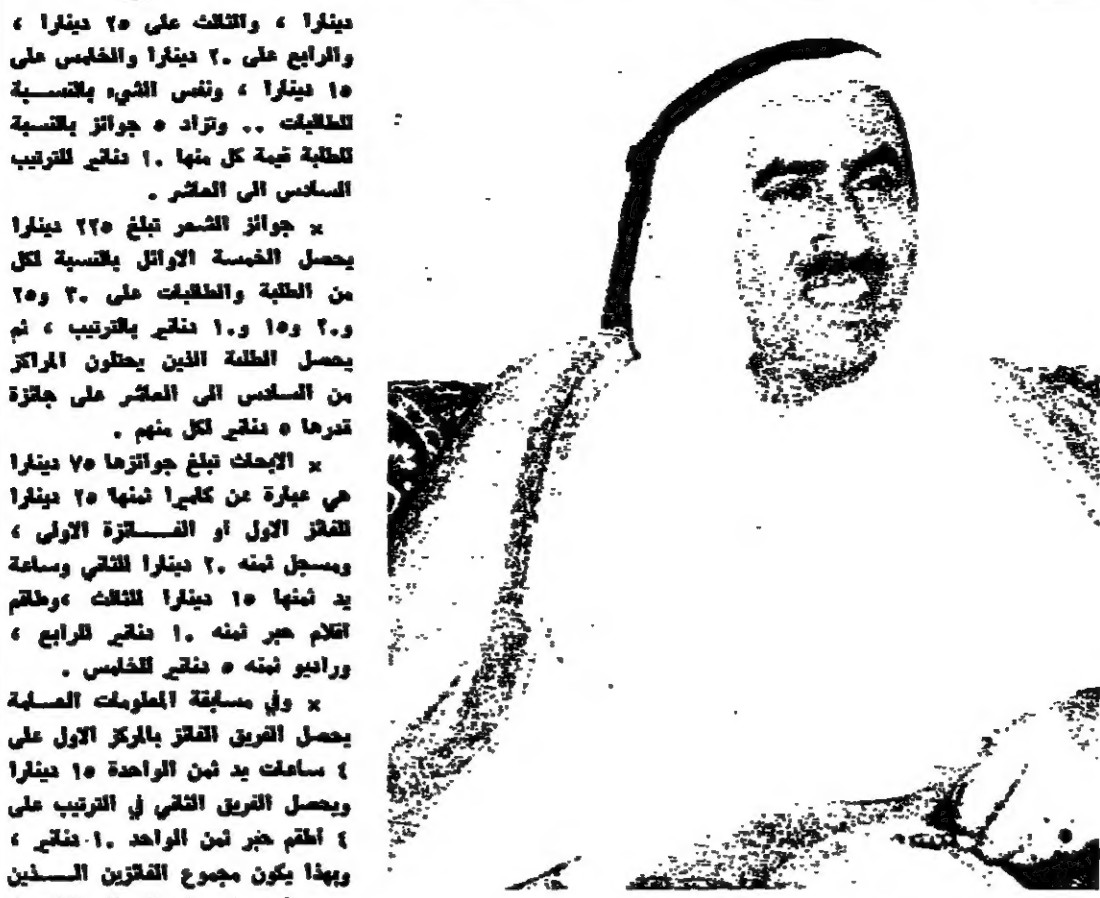 دينارا ، والثالث على ٢٥ دينارا ،
والرابع على ٢٠ دينارا والخامس على
١٥ دينارا ، ونفس الشيء بالنسبة
للطالبات .. وتزاد ٥ جوائز بالنسبة
للطلبة قيمة كل منها ١٠ دنانير للترتيب
السادس الى العاشر .
× جوائز الشعر تبلغ ٢٢٥ دينارا
يحصل الخمسة الاوائل بالنسبة لكل
من الطلبة والطالبات على ٣٠ و٢٥
و٢٠ و١٥ و١٠ دنانير بالترتيب ، ثم
يحصل الطلبة الذين يحتلون المراكز
من السادس الى العاشر على جائزة
قدرها ٥ دنانير لكل منهم .
× الابحاث تبلغ جوائزها ٧٥ دينارا
هي عبارة عن كاميرا ثمنها ٢٥ دينارا
للفائز الاول او الفائزة الاولى ،
ومسجل ثمنه ٢٠ دينارا للثاني وساعة
يد ثمنها ١٥ دينارا للثالث ،وطاقم
اقلام حبر ثمنه ١٠ دنانير للرابع ،
وراديو ثمنه ٥ دنانير للخامس .
× وفي مسابقة المعلومات العامة
يحصل الفريق الفائز بالمركز الاول على
٤ ساعات يد ثمن الواحدة ١٥ دينارا
ويحصل الفريق الثاني في الترتيب على
٤ اطقم حبر ثمن الواحد ١٠ دنانير ،
وبهذا يكون مجموع الفائزين الذين